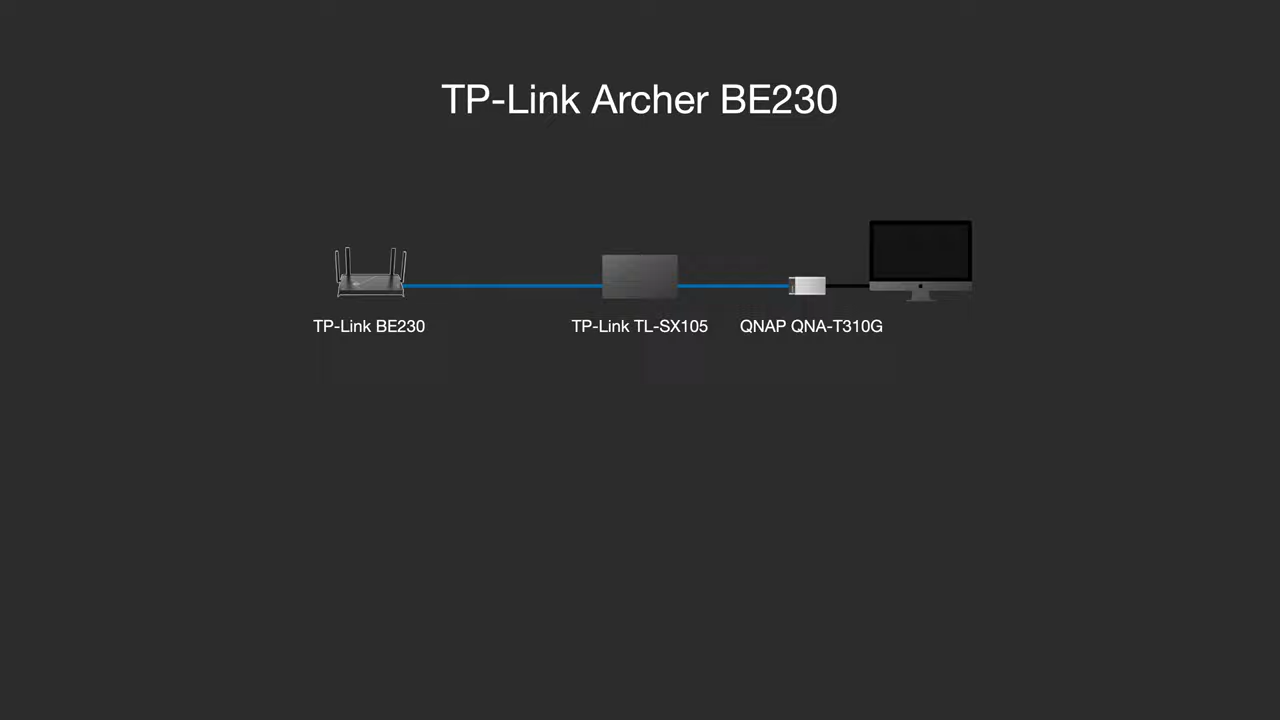 TP-Link Archer BE230
TP-Link BE230
TP-Link TL-SX105
QNAP QNA-T310G